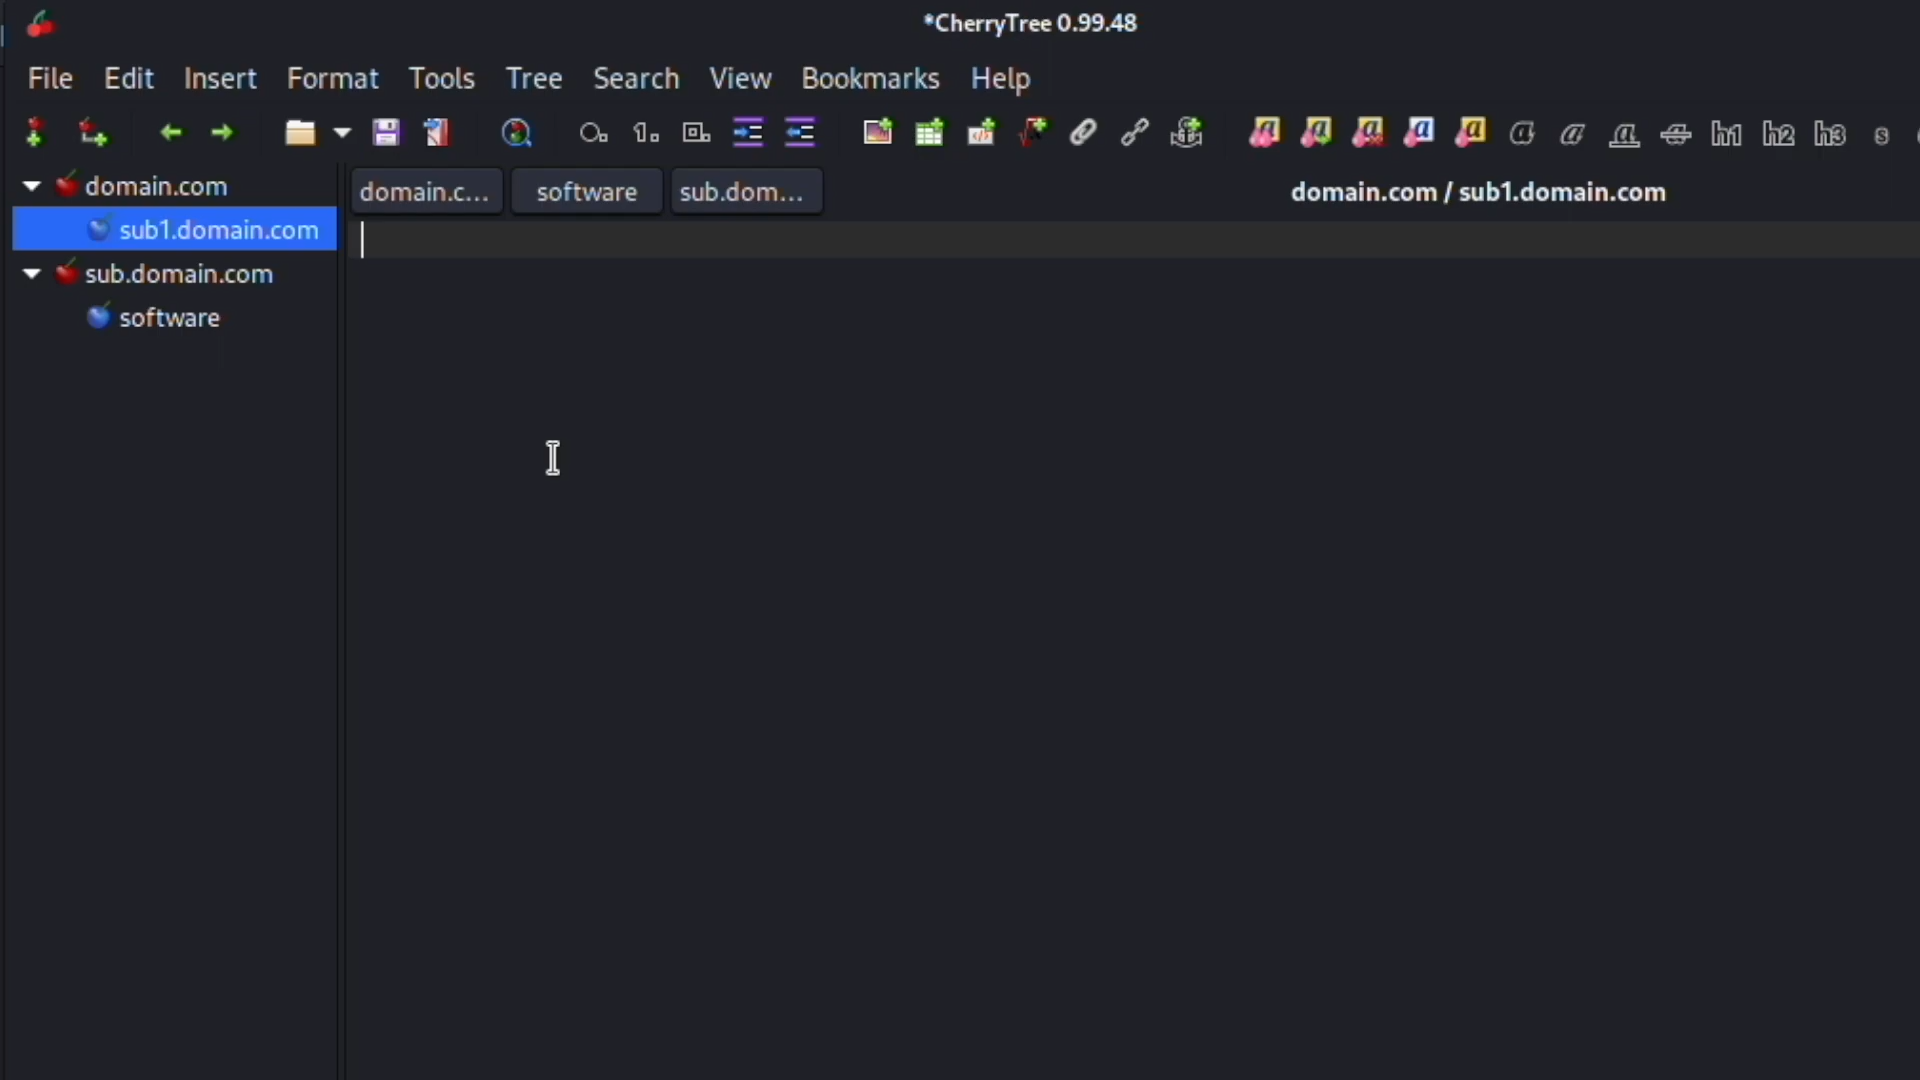 *CherryTree 0.99.48
File Edit Insert Format Tools Tree Search View Bookmarks Help
1. h1 h2 h3 s
domain.com
sub1.domain.com
sub.domain.com
software
domain.c... software sub.dom... domain.com / sub1.domain.com